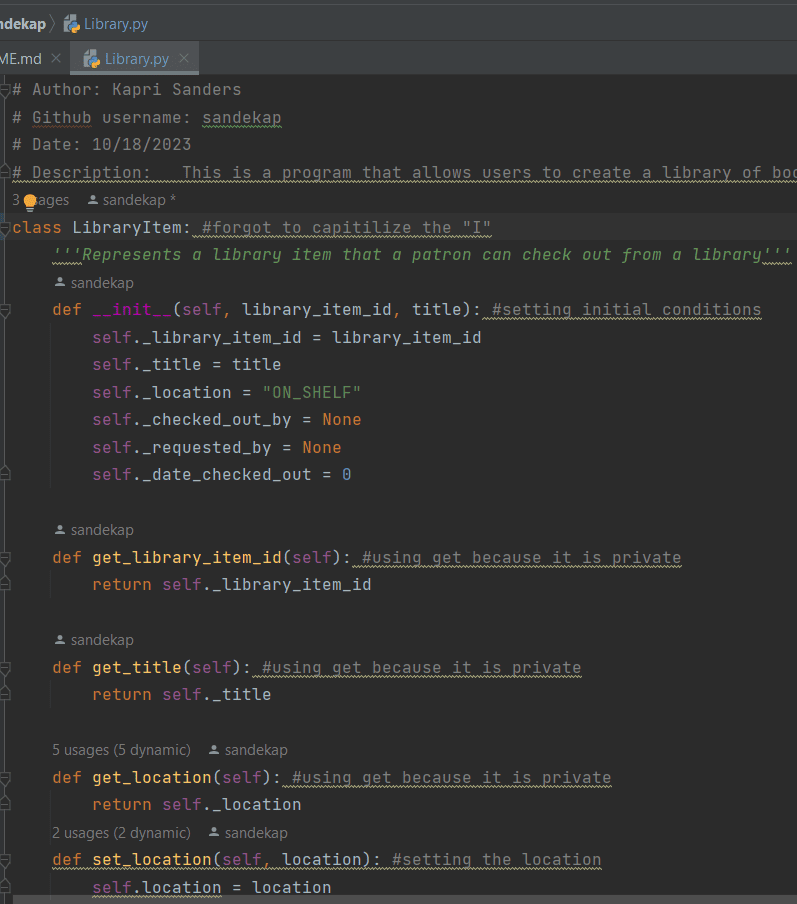 ndekap Library.py
ME.md Library.py
# Author: Kapri Sanders
# Github username: sandekap
# Date: 10/18/2023
# Description:   This is a program that allows users to create a library of boo
3 usages sandekap *
class LibraryItem: #forgot to capitilize the "I"
    '''Represents a library item that a patron can check out from a library'''
    sandekap
    def __init__(self, library_item_id, title): #setting initial conditions
        self._library_item_id = library_item_id
        self._title = title
        self._location = "ON_SHELF"
        self._checked_out_by = None
        self._requested_by = None
        self._date_checked_out = 0
    sandekap
    def get_library_item_id(self): #using get because it is private
        return self._library_item_id
    sandekap
    def get_title(self): #using get because it is private
        return self._title
    5 usages (5 dynamic) sandekap
    def get_location(self): #using get because it is private
        return self._location
    2 usages (2 dynamic) sandekap
    def set_location(self, location): #setting the location
        self.location = location